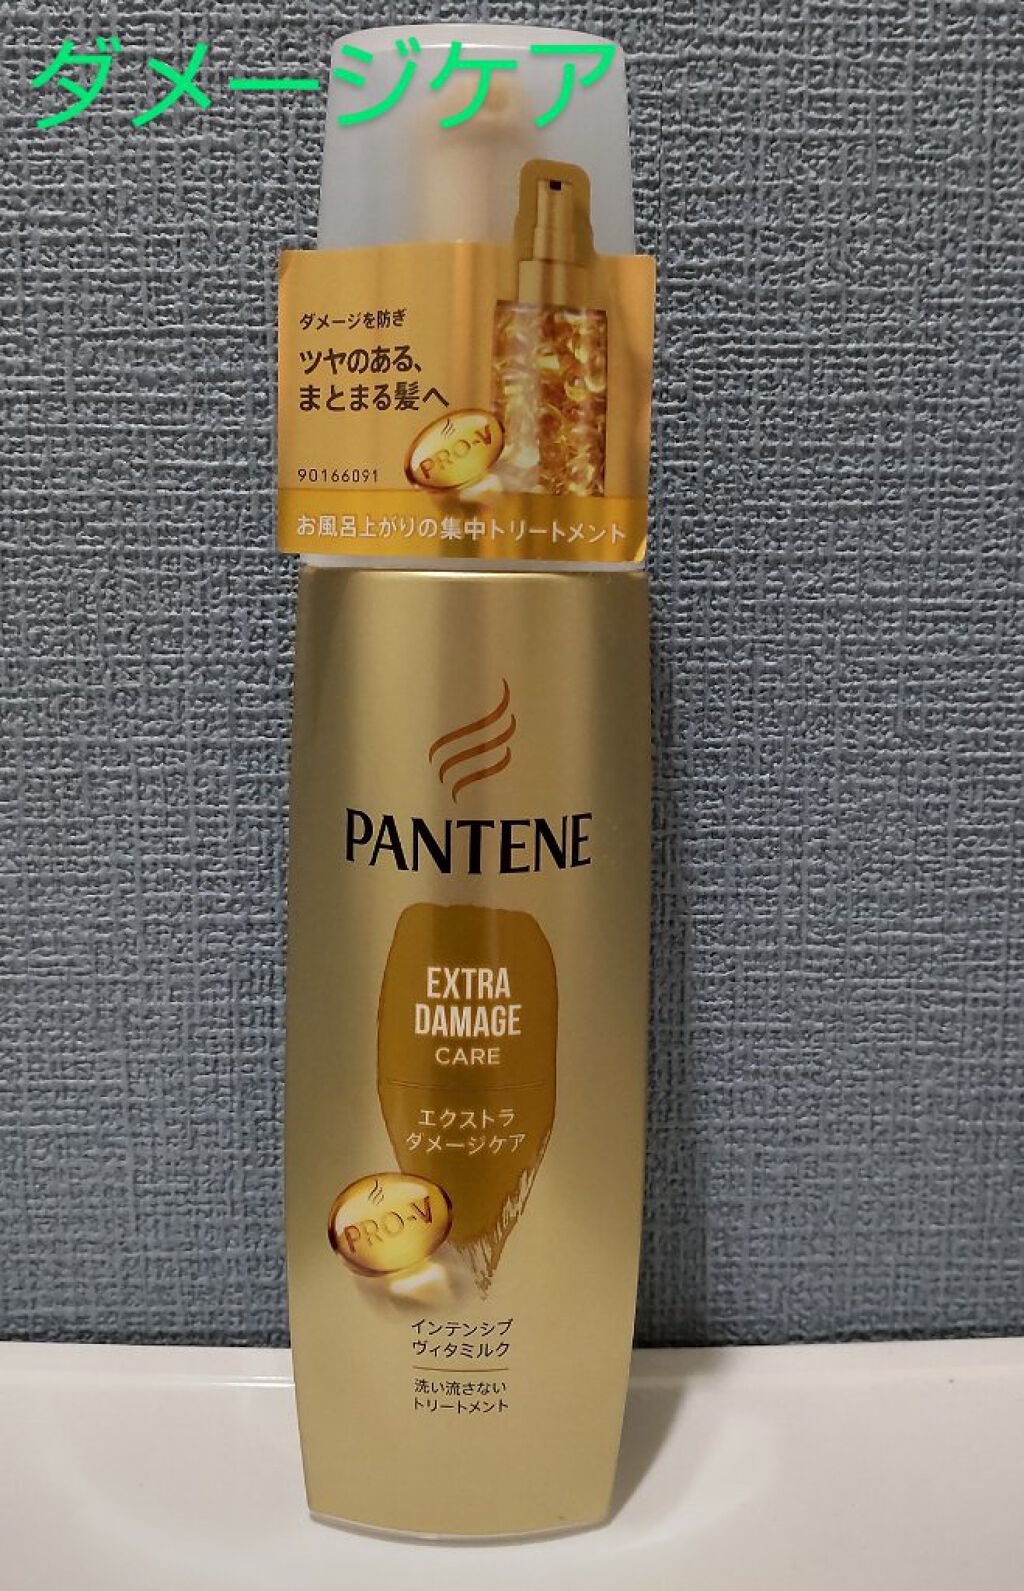 ダメージケア
ダメージを防ぎ
ツヤのある、
まとまる髪へ
PRO-V
90166091
お風呂上がりの集中トリートメント
PANTENE
EXTRA
DAMAGE
CARE
エクストラ
ダメージケア
PRO-V
インテンシブ
ヴィタミルク
洗い流さない
トリートメント